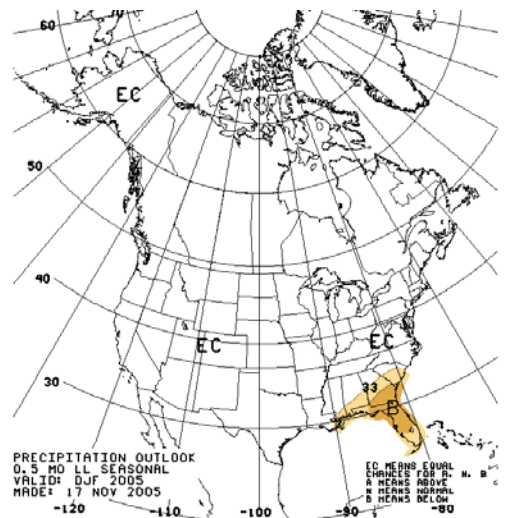 60
EC
50
40
EC
EC
30
33
B
PRECIPITATION OUTLOOK
0.5 MO LL SEASONAL
VALID: DJF 2005
MADE: 17 NOV 2005
EC MEANS EQUAL
CHANCES FOR A, N, B
A MEANS ABOVE
N MEANS NORMAL
B MEANS BELOW
-120
-110
-100
-90
-80